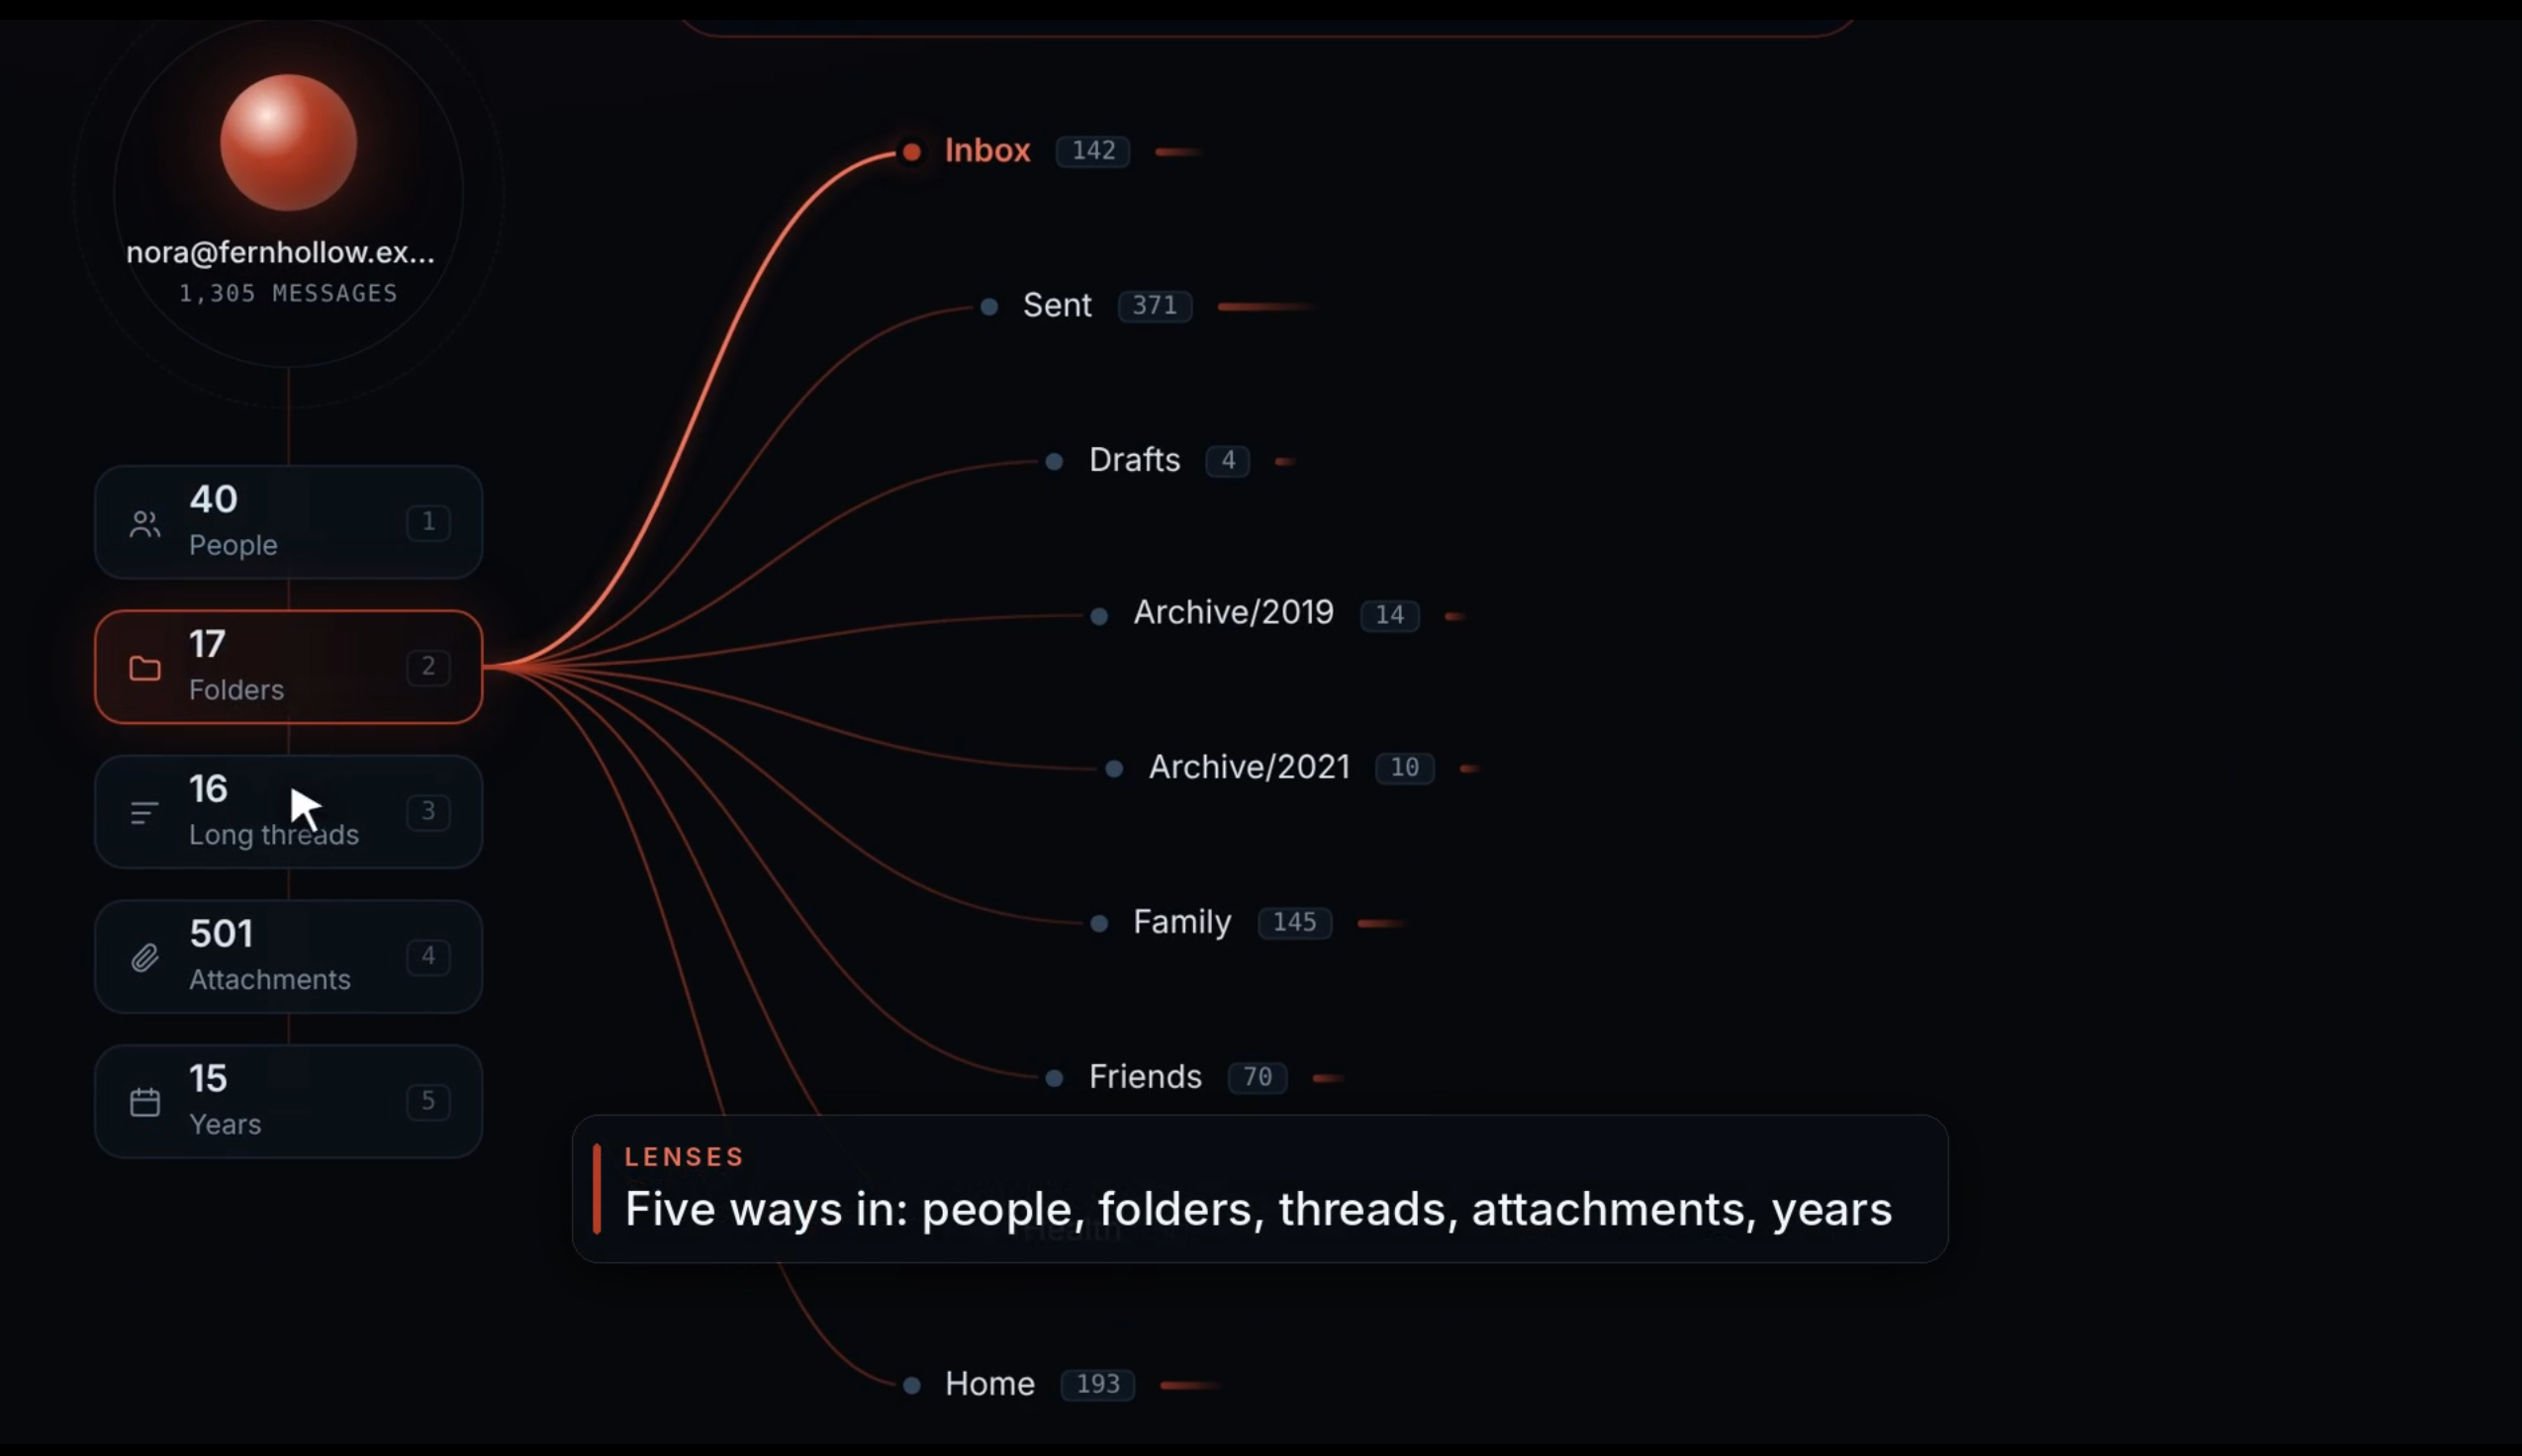 nora@fernhollow.ex...
1,305 MESSAGES
40
People
1
17
Folders
2
16
Long threads
3
501
Attachments
4
15
Years
5
Inbox 142
Sent 371
Drafts 4
Archive/2019 14
Archive/2021 10
Family 145
Friends 70
LENSES
Five ways in: people, folders, threads, attachments, years
Health
Home 193